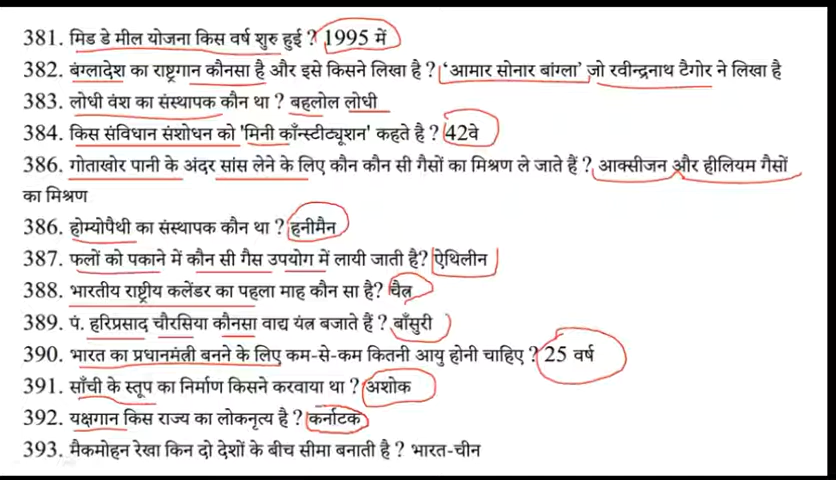 381. मिड डे मील योजना किस वर्ष शुरु हुई ? 1995 में
382. बंग्लादेश का राष्ट्रगान कौनसा है और इसे किसने लिखा है ? ‘आमार सोनार बांग्ला’ जो रवीन्द्रनाथ टैगोर ने लिखा है
383. लोधी वंश का संस्थापक कौन था ? बहलोल लोधी
384. किस संविधान संशोधन को 'मिनी कॉंन्स्टीट्यूशन' कहते है ? 42वे
386. गोताखोर पानी के अंदर सांस लेने के लिए कौन कौन सी गैसों का मिश्रण ले जाते हैं ? आक्सीजन और हीलियम गैसों
का मिश्रण
386. होम्योपैथी का संस्थापक कौन था ? हनीमैन
387. फलों को पकाने में कौन सी गैस उपयोग में लायी जाती है? ऐथिलीन
388. भारतीय राष्ट्रीय कलेंडर का पहला माह कौन सा है? चैत्र
389. पं. हरिप्रसाद चौरसिया कौनसा वाद्य यंत्र बजाते हैं ? बाँसुरी
390. भारत का प्रधानमंत्री बनने के लिए कम-से-कम कितनी आयु होनी चाहिए ? 25 वर्ष
391. साँची के स्तूप का निर्माण किसने करवाया था ? अशोक
392. यक्षगान किस राज्य का लोकनृत्य है ? कर्नाटक
393. मैकमोहन रेखा किन दो देशों के बीच सीमा बनाती है ? भारत-चीन